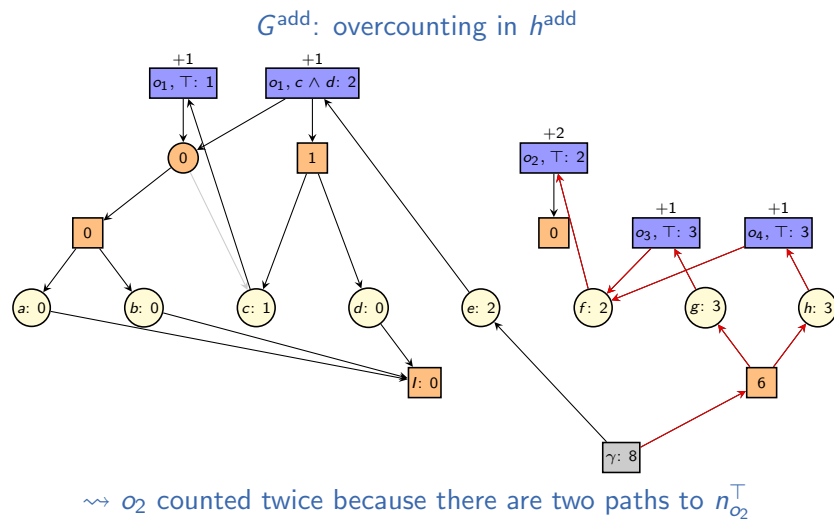 G^add: overcounting in h^add
+1 +1
o₁, ⊤: 1 o₁, c ∧ d: 2
+2
0 1 o₂, ⊤: 2
+1 +1
0 0 o₃, ⊤: 3 o₄, ⊤: 3
a: 0 b: 0 c: 1 d: 0 e: 2 f: 2 g: 3 h: 3
I: 0 6
γ: 8
⇝ o₂ counted twice because there are two paths to n_{o₂}^⊤